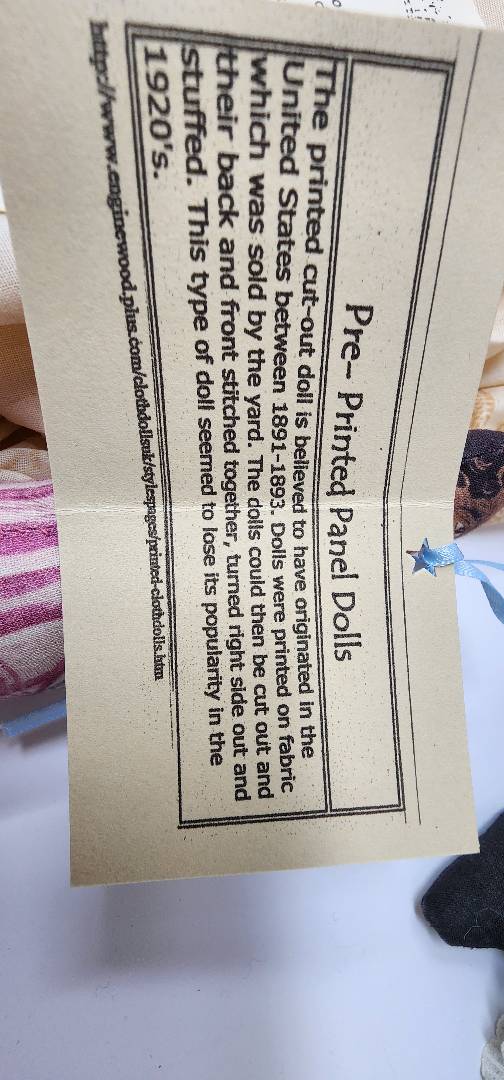 Pre- Printed Panel Dolls
The printed cut-out doll is believed to have originated in the
United States between 1891-1893. Dolls were printed on fabric
which was sold by the yard. The dolls could then be cut out and
their back and front stitched together, turned right side out and
stuffed. This type of doll seemed to lose its popularity in the
1920's.
http://www.enginewood.plus.com/clothdollsuk/stylespages/printed-clothdolls.htm